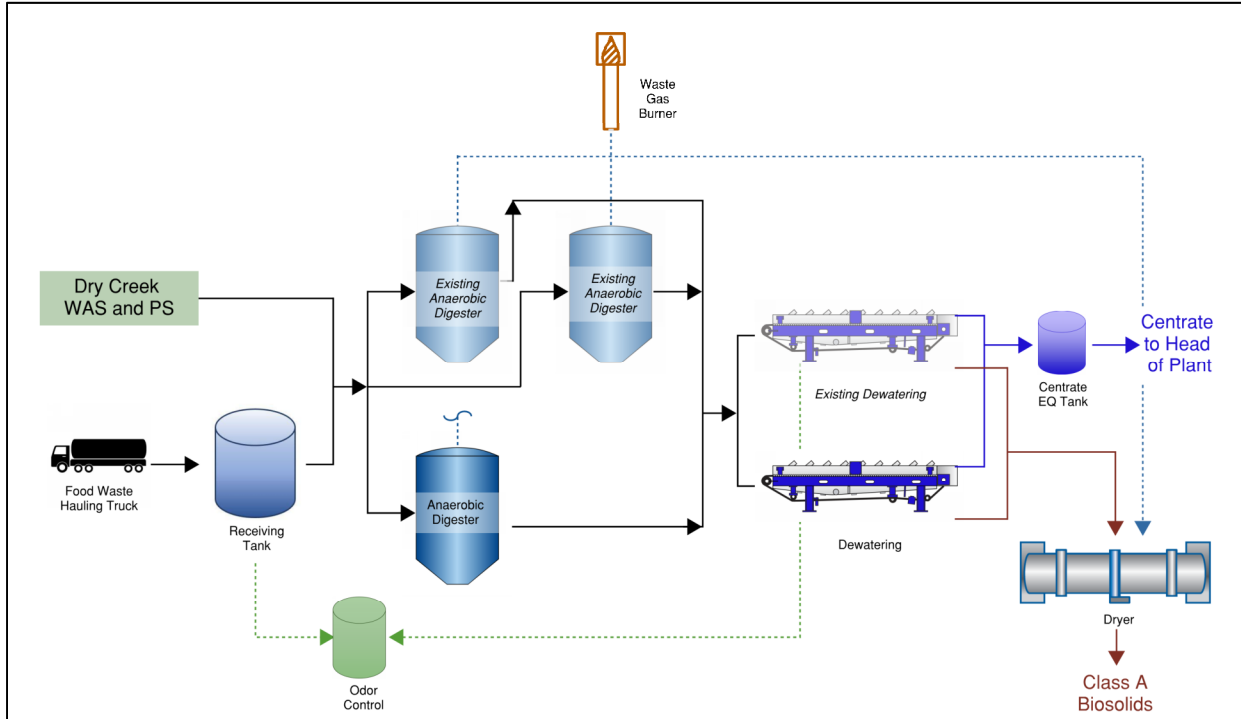 Waste
Gas
Burner
Dry Creek
WAS and PS
Existing
Anaerobic
Digester
Existing
Anaerobic
Digester
Centrate
to Head
of Plant
Centrate
EQ Tank
Existing Dewatering
Food Waste
Hauling Truck
Receiving
Tank
Anaerobic
Digester
Dewatering
Dryer
Odor
Control
Class A
Biosolids